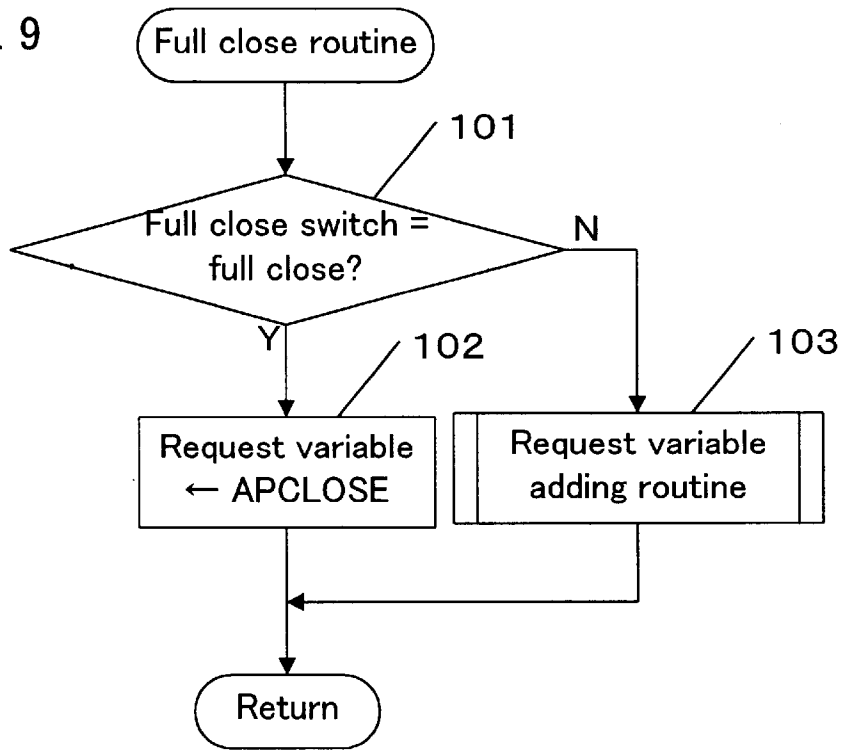 . 9
Full close routine
101
Full close switch =
full close?
N
Y
102
103
Request variable
← APCLOSE
Request variable
adding routine
Return